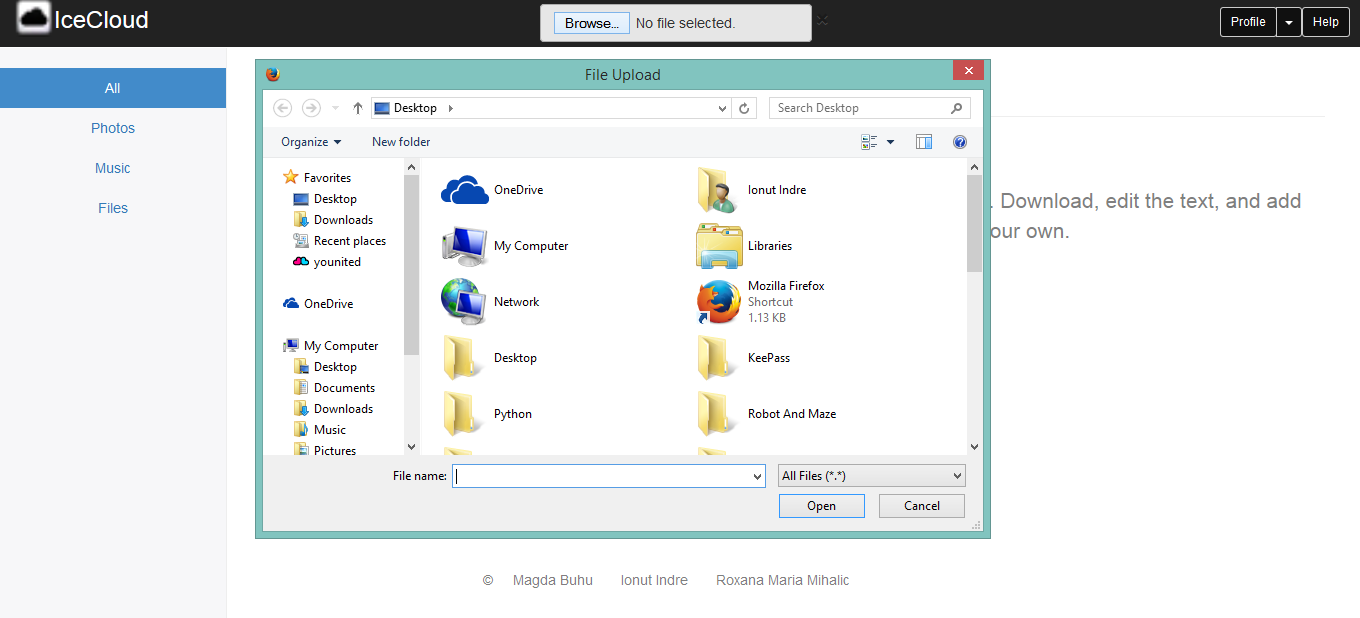 IceCloud
Browse... No file selected.
Profile
Help
All
Photos
Music
Files
File Upload
Desktop
Search Desktop
Organize
New folder
Favorites
Desktop
Downloads
Recent places
younited
OneDrive
My Computer
Desktop
Documents
Downloads
Music
Pictures
OneDrive
Ionut Indre
My Computer
Libraries
Network
Mozilla Firefox
Shortcut
1.13 KB
Desktop
KeePass
Python
Robot And Maze
File name:
All Files (*.*)
Open
Cancel
. Download, edit the text, and add
our own.
© Magda Buhu Ionut Indre Roxana Maria Mihalic